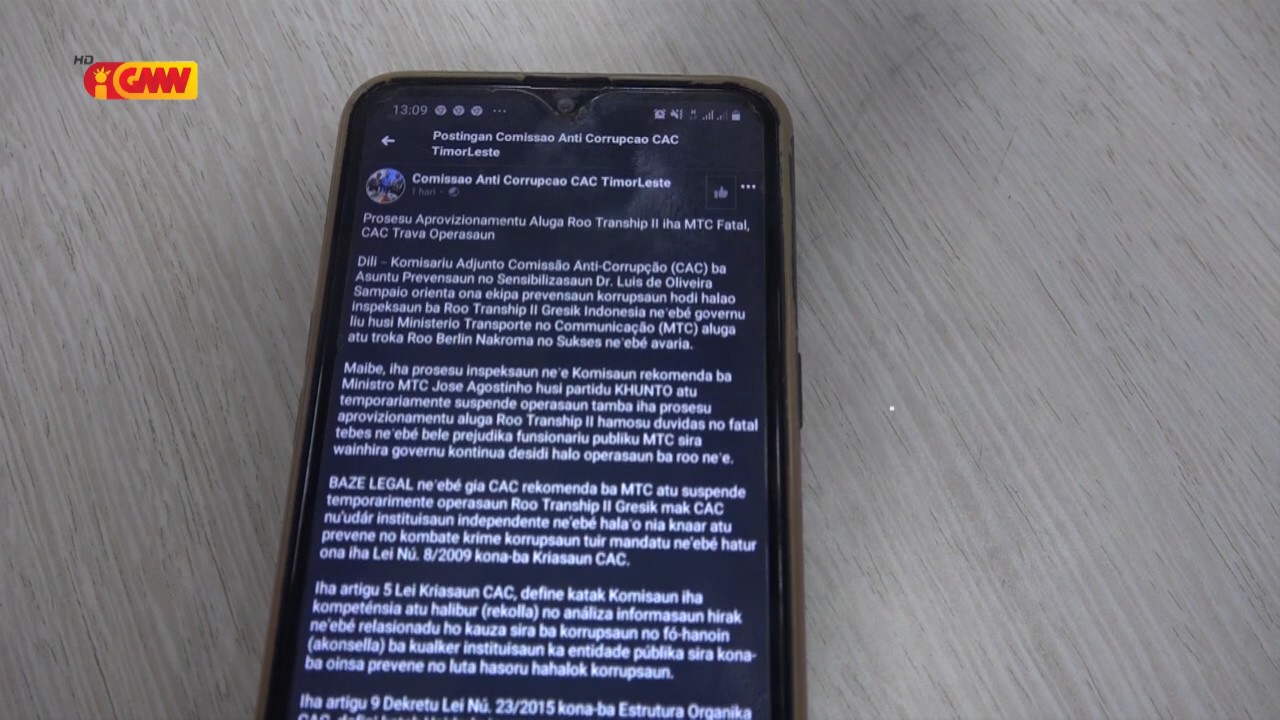 HD
GMN
13:09
Postingan Comissao Anti Corrupcao CAC
TimorLeste
Comissao Anti Corrupcao CAC TimorLeste
1 hari
Prosesu Aprovizionamentu Aluga Roo Tranship II iha MTC Fatal,
CAC Trava Operasaun
Dili – Komisariu Adjunto Comissão Anti-Corrupção (CAC) ba
Asuntu Prevensaun no Sensibilizasaun Dr. Luis de Oliveira
Sampaio orienta ona ekipa prevensaun korrupsaun hodi halao
inspeksaun ba Roo Tranship II Gresik Indonesia ne'ebé governu
liu husi Ministerio Transporte no Communicação (MTC) aluga
atu troka Roo Berlin Nakroma no Sukses ne'ebé avaria.
Maibe, iha prosesu inspeksaun ne'e Komisaun rekomenda ba
Ministro MTC Jose Agostinho husi partidu KHUNTO atu
temporariamente suspende operasaun tamba iha prosesu
aprovizionamentu aluga Roo Tranship II hamosu duvidas no fatal
tebes ne'ebé bele prejudika funsionariu publiku MTC sira
wainhira governu kontinua desidi halo operasaun ba roo ne'e.
BAZE LEGAL ne'ebé gia CAC rekomenda ba MTC atu suspende
temporarimente operasaun Roo Tranship II Gresik mak CAC
nu'udár instituisaun independente ne'ebé hala'o nia knaar atu
prevene no kombate krime korrupsaun tuir mandatu ne'ebé hatur
ona iha Lei Nú. 8/2009 kona-ba Kriasaun CAC.
Iha artigu 5 Lei Kriasaun CAC, define katak Komisaun iha
kompeténsia atu halibur (rekolla) no análiza informasaun hirak
ne'ebé relasionadu ho kauza sira ba korrupsaun no fó-hanoin
(akonsella) ba kualker instituisaun ka entidade públika sira kona-
ba oinsa prevene no luta hasoru hahalok korrupsaun.
Iha artigu 9 Dekretu Lei Nú. 23/2015 kona-ba Estrutura Organika
CAC, define katak